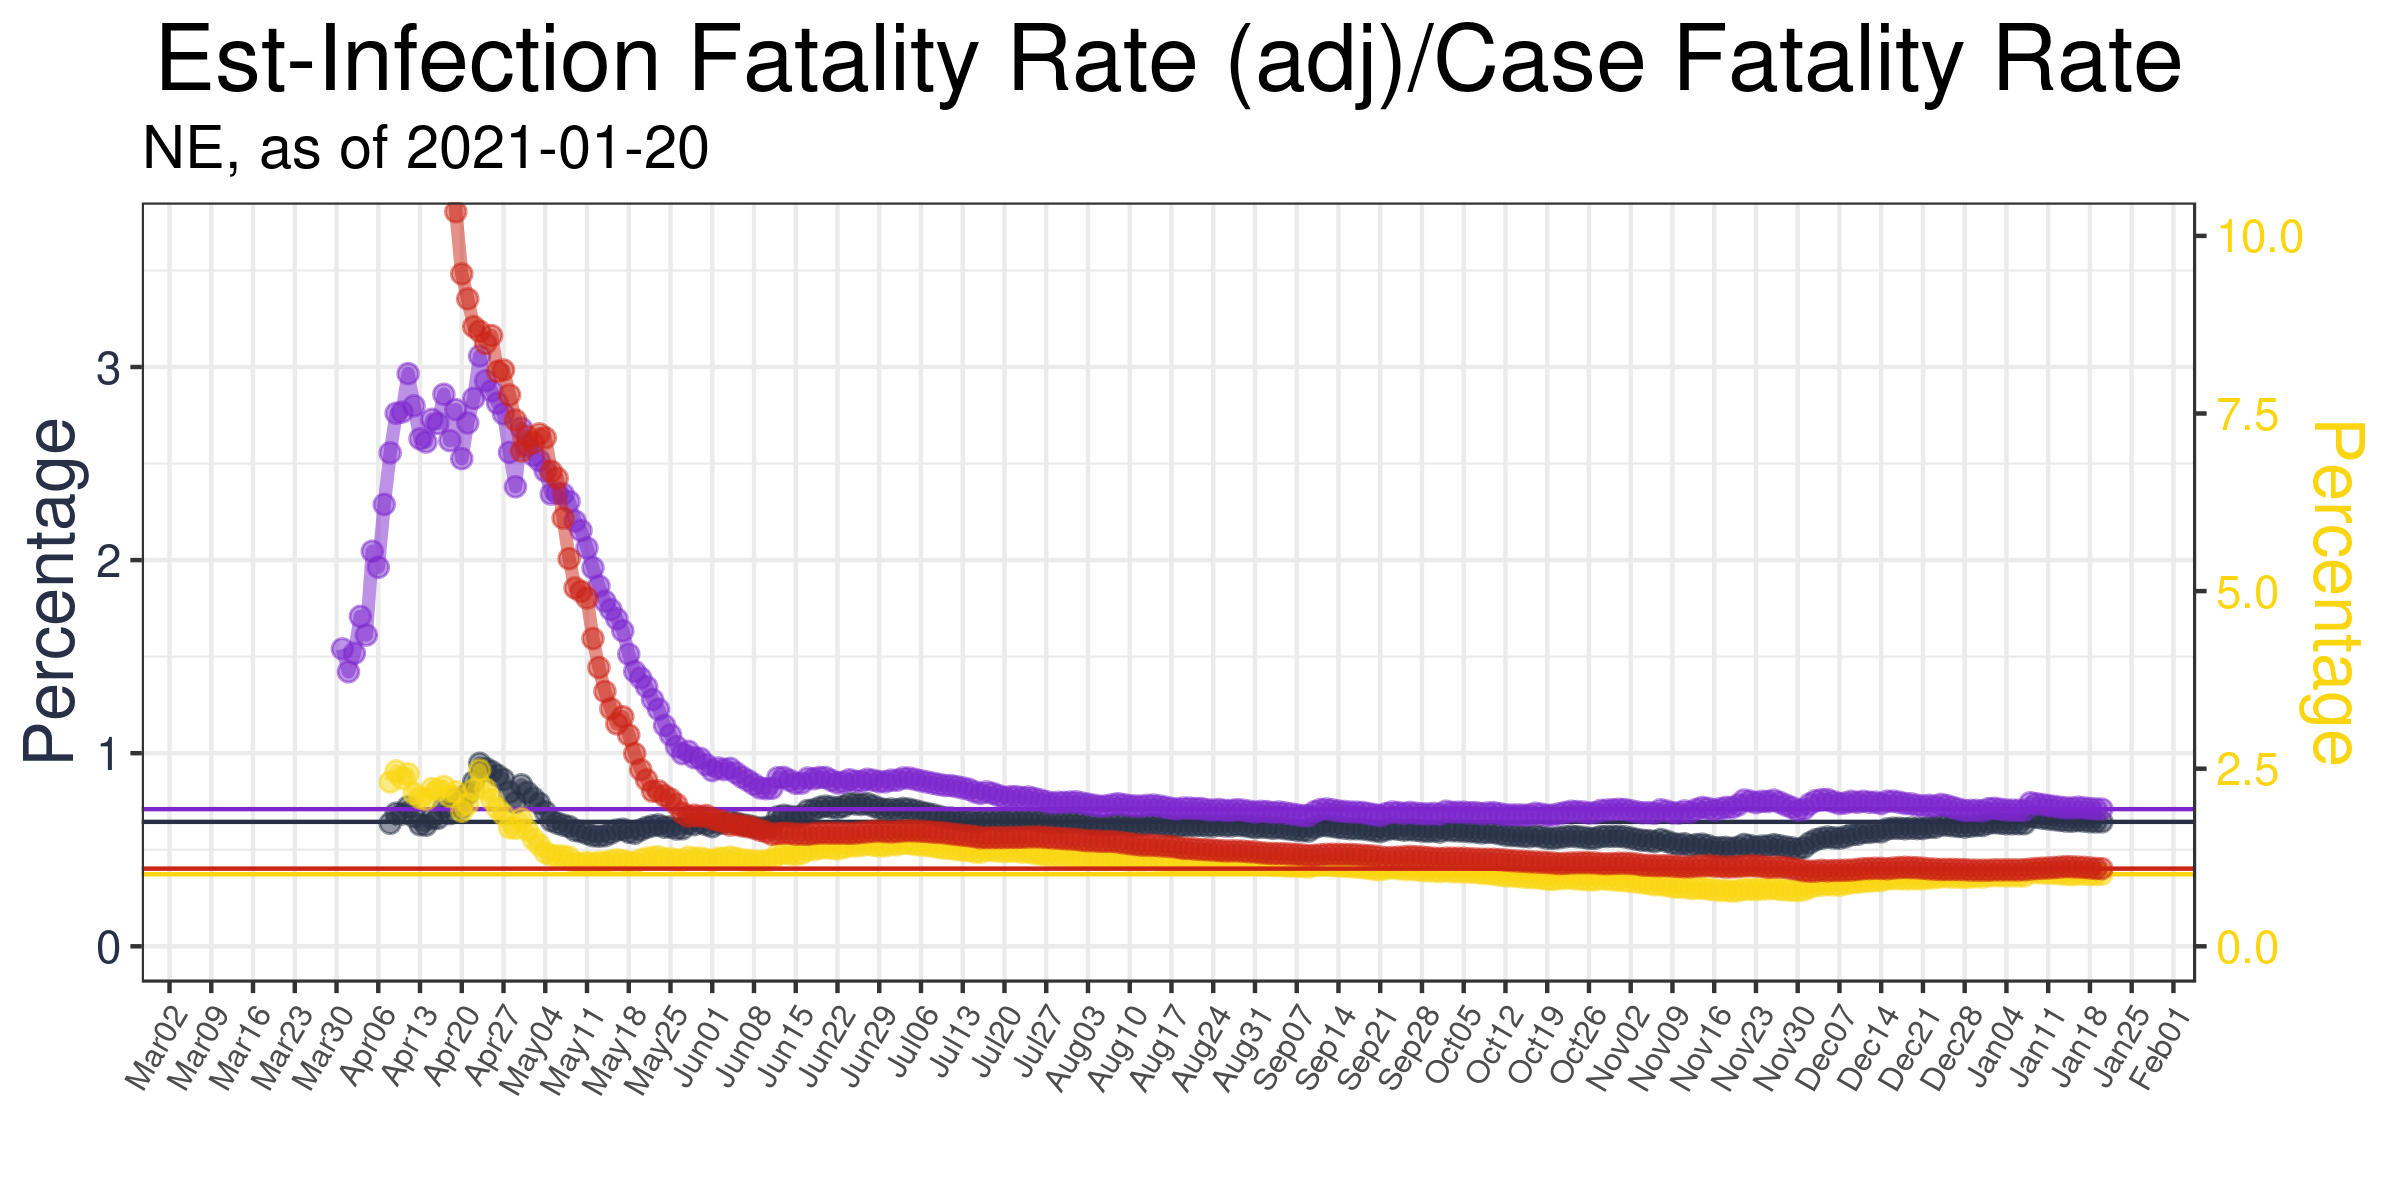 Est-Infection Fatality Rate (adj)/Case Fatality Rate
NE, as of 2021-01-20
Percentage
3
2
1
0
10.0
7.5
5.0
2.5
0.0
Percentage
Mar02 Mar09 Mar16 Mar23 Mar30 Apr06 Apr13 Apr20 Apr27 May04 May11 May18 May25 Jun01 Jun08 Jun15 Jun22 Jun29 Jul06 Jul13 Jul20 Jul27 Aug03 Aug10 Aug17 Aug24 Aug31 Sep07 Sep14 Sep21 Sep28 Oct05 Oct12 Oct19 Oct26 Nov02 Nov09 Nov16 Nov23 Nov30 Dec07 Dec14 Dec21 Dec28 Jan04 Jan11 Jan18 Jan25 Feb01